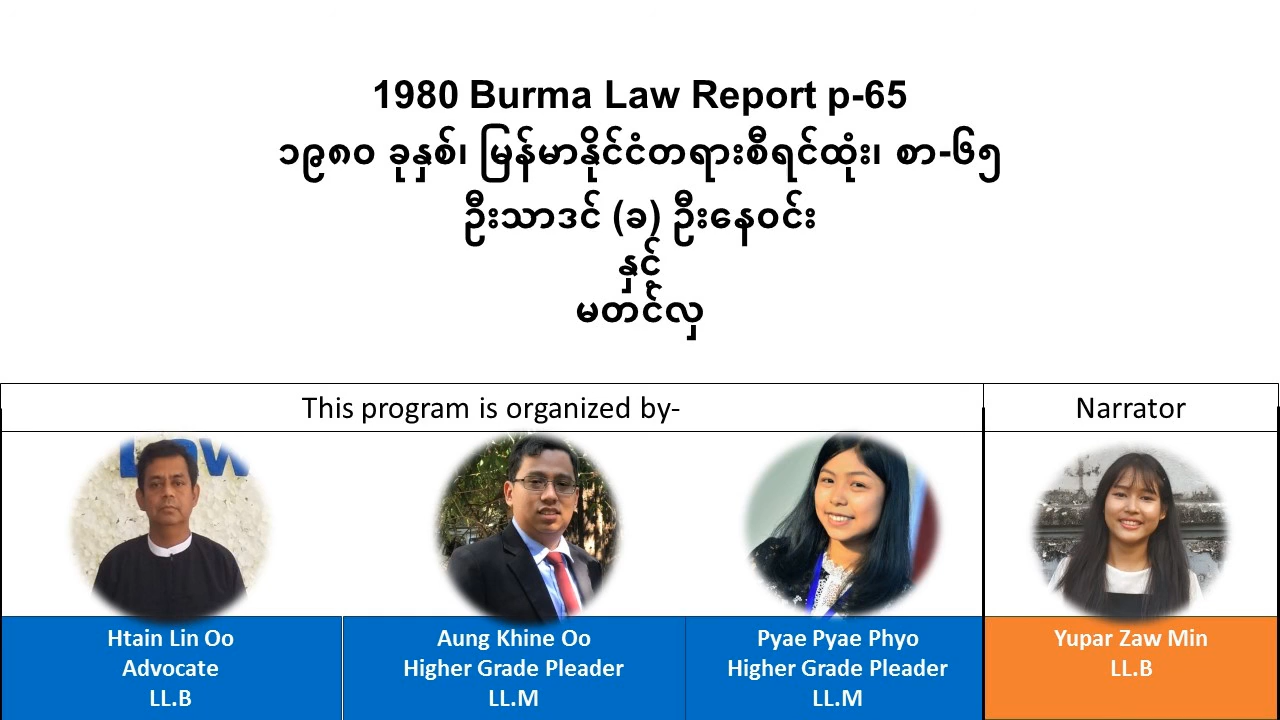 1980 Burma Law Report p-65
၁၉၈၀ ခုနှစ်၊ မြန်မာနိုင်ငံတရားစီရင်ထုံး၊ စာ-၆၅
ဦးသာဒင် (ခ) ဦးနေဝင်း
နှင့်
မတင်လှ
This program is organized by-
Narrator
Law
Htain Lin Oo
Advocate
LL.B
Aung Khine Oo
Higher Grade Pleader
LL.M
Pyae Pyae Phyo
Higher Grade Pleader
LL.M
Yupar Zaw Min
LL.B